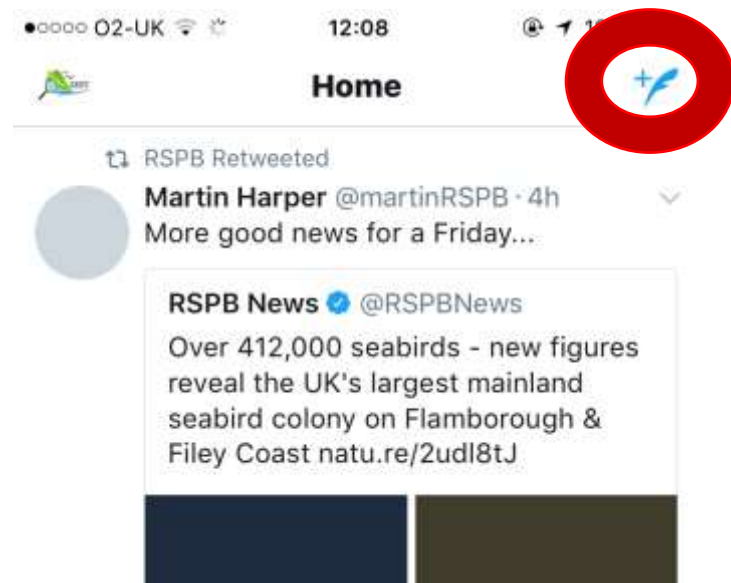 O2-UK 12:08
Home
RSPB Retweeted
Martin Harper @martinRSPB · 4h
More good news for a Friday...
RSPB News @RSPBNews
Over 412,000 seabirds - new figures
reveal the UK's largest mainland
seabird colony on Flamborough &
Filey Coast natu.re/2udl8tJ